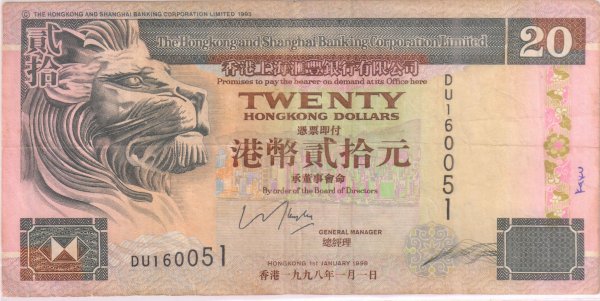 © THE HONGKONG AND SHANGHAI BANKING CORPORATION LIMITED 1993
貳拾
The Hongkong and Shanghai Banking Corporation Limited
20
香港上海滙豐銀行有限公司
Promises to pay the bearer on demand at its Office here
TWENTY
HONGKONG DOLLARS
憑票即付
港幣貳拾元
承董事會命
By order of the Board of Directors
DU160051
GENERAL MANAGER
總經理
DU160051
HONGKONG 1st JANUARY 1998
香港一九九八年一月一日